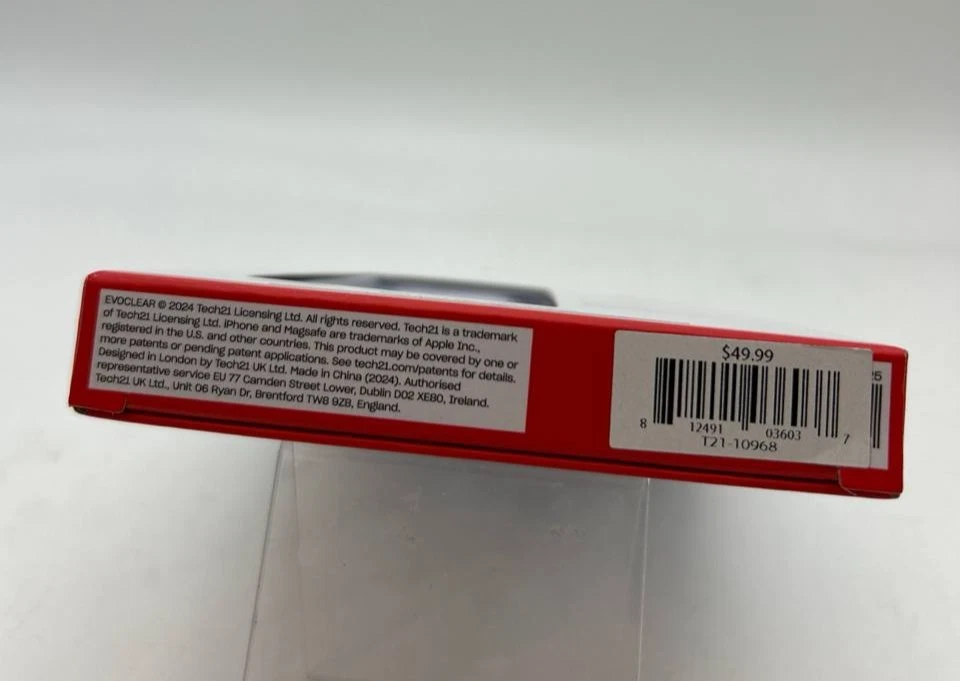 EVOCLEAR © 2024 Tech21 Licensing Ltd. All rights reserved. Tech21 is a trademark
of Tech21 Licensing Ltd. iPhone and Magsafe are trademarks of Apple Inc.,
registered in the U.S. and other countries. This product may be covered by one or
more patents or pending patent applications. See tech21.com/patents for details.
Designed in London by Tech21 UK Ltd. Made in China (2024). Authorised
representative service EU 77 Camden Street Lower, Dublin D02 XE80, Ireland.
Tech21 UK Ltd., Unit 06 Ryan Dr, Brentford TW8 9ZB, England.
$49.99
8 12491 03603 7
T21-10968